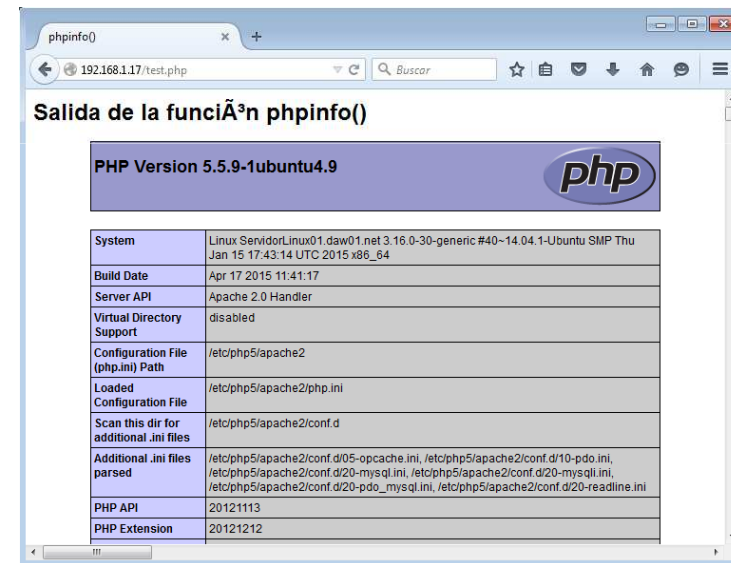 phpinfo()
192.168.1.17/test.php
Buscar
Salida de la funciÃ³n phpinfo()
PHP Version 5.5.9-1ubuntu4.9
php
System
Linux ServidorLinux01.daw01.net 3.16.0-30-generic #40~14.04.1-Ubuntu SMP Thu
Jan 15 17:43:14 UTC 2015 x86_64
Build Date
Apr 17 2015 11:41:17
Server API
Apache 2.0 Handler
Virtual Directory
Support
disabled
Configuration File
(php.ini) Path
/etc/php5/apache2
Loaded
Configuration File
/etc/php5/apache2/php.ini
Scan this dir for
additional .ini files
/etc/php5/apache2/conf.d
Additional .ini files
parsed
/etc/php5/apache2/conf.d/05-opcache.ini, /etc/php5/apache2/conf.d/10-pdo.ini,
/etc/php5/apache2/conf.d/20-mysql.ini, /etc/php5/apache2/conf.d/20-mysqli.ini,
/etc/php5/apache2/conf.d/20-pdo_mysql.ini, /etc/php5/apache2/conf.d/20-readline.ini
PHP API
20121113
PHP Extension
20121212